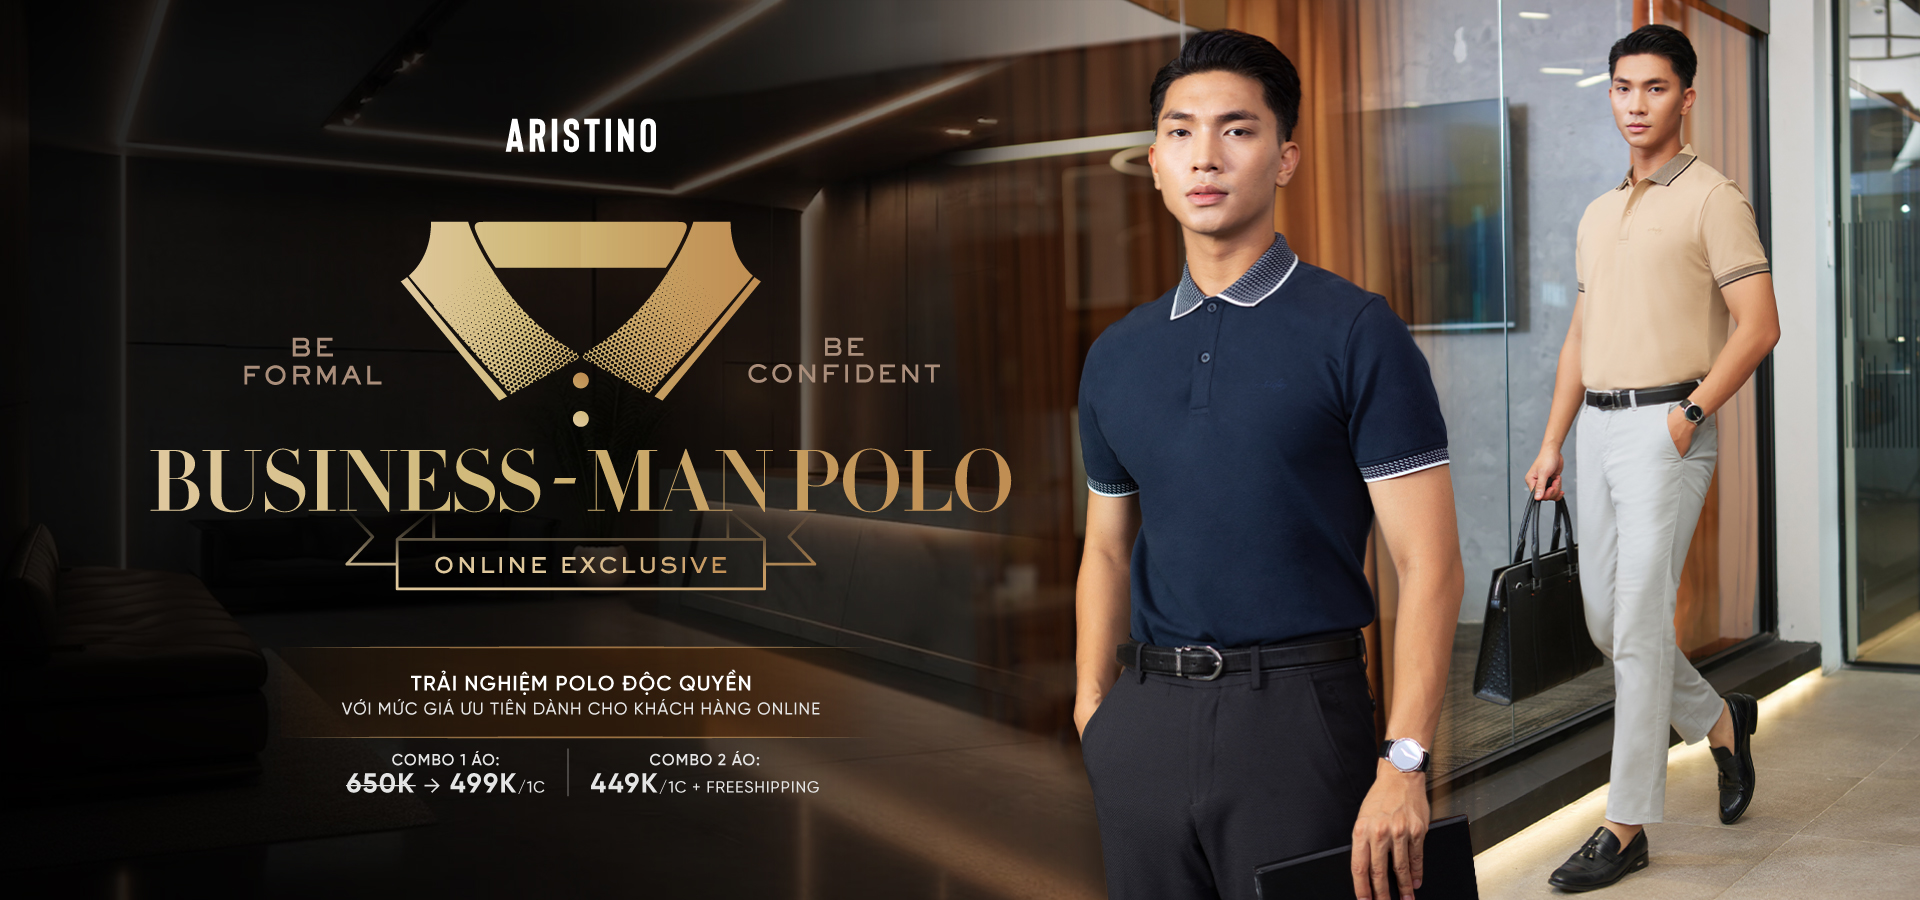 ARISTINO
BE
FORMAL
BE
CONFIDENT
BUSINESS-MAN POLO
ONLINE EXCLUSIVE
TRẢI NGHIỆM POLO ĐỘC QUYỀN
VỚI MỨC GIÁ ƯU TIÊN DÀNH CHO KHÁCH HÀNG ONLINE
COMBO 1 ÁO:
650K → 499K/1C
COMBO 2 ÁO:
449K/1C + FREESHIPPING